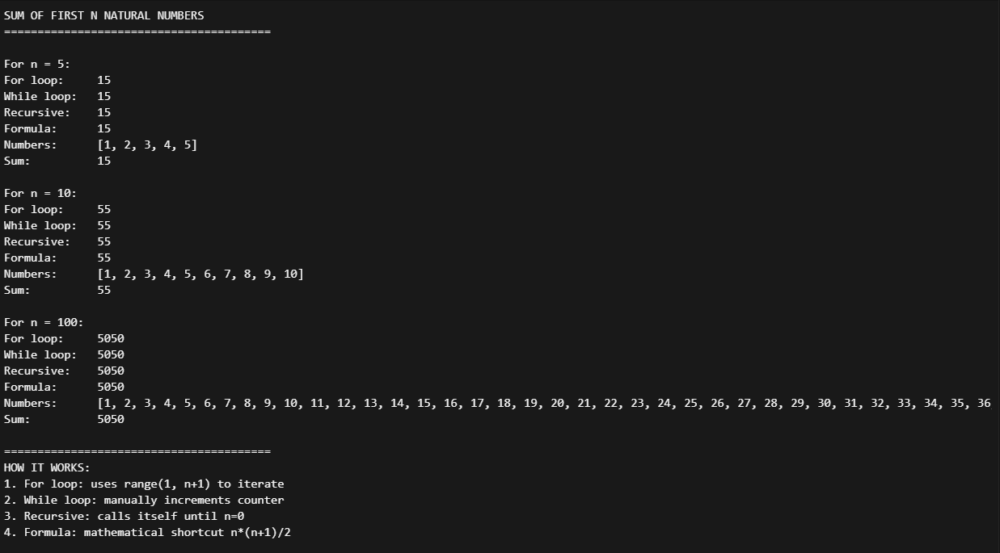 SUM OF FIRST N NATURAL NUMBERS
========================================
For n = 5:
For loop:     15
While loop:   15
Recursive:    15
Formula:      15
Numbers:      [1, 2, 3, 4, 5]
Sum:          15
For n = 10:
For loop:     55
While loop:   55
Recursive:    55
Formula:      55
Numbers:      [1, 2, 3, 4, 5, 6, 7, 8, 9, 10]
Sum:          55
For n = 100:
For loop:     5050
While loop:   5050
Recursive:    5050
Formula:      5050
Numbers:      [1, 2, 3, 4, 5, 6, 7, 8, 9, 10, 11, 12, 13, 14, 15, 16, 17, 18, 19, 20, 21, 22, 23, 24, 25, 26, 27, 28, 29, 30, 31, 32, 33, 34, 35, 36
Sum:          5050
========================================
HOW IT WORKS:
1. For loop: uses range(1, n+1) to iterate
2. While loop: manually increments counter
3. Recursive: calls itself until n=0
4. Formula: mathematical shortcut n*(n+1)/2